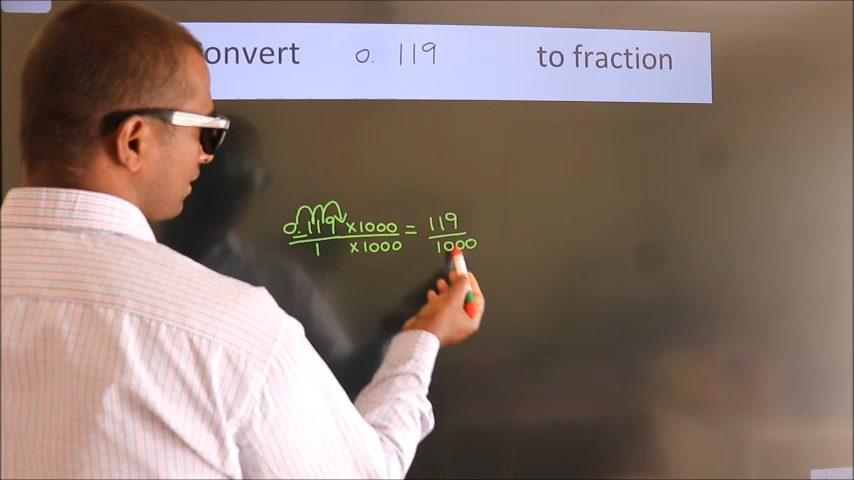 onvert 0. 119 to fraction
0.119 x1000 = 119
1 x1000 1000